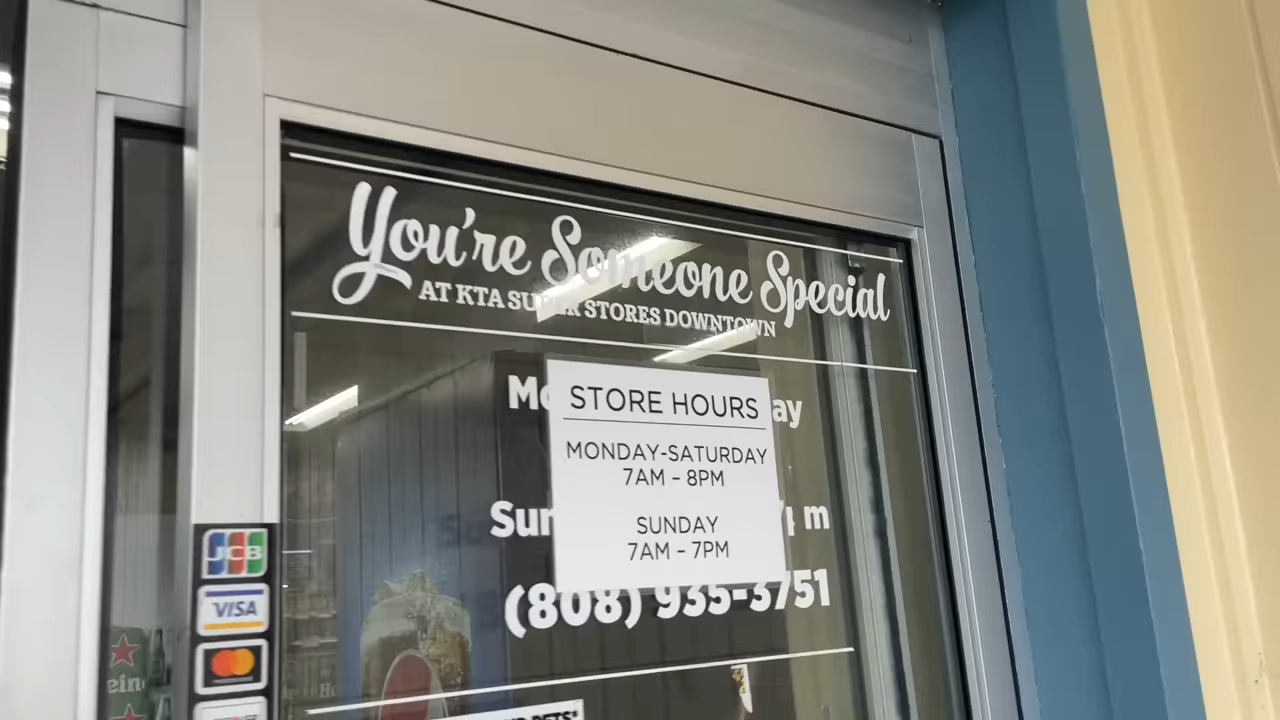 You're Someone Special
AT KTA SUPER STORES DOWNTOWN
STORE HOURS
MONDAY-SATURDAY
7AM – 8PM
SUNDAY
7AM – 7PM
(808) 935-3751
JCB
VISA